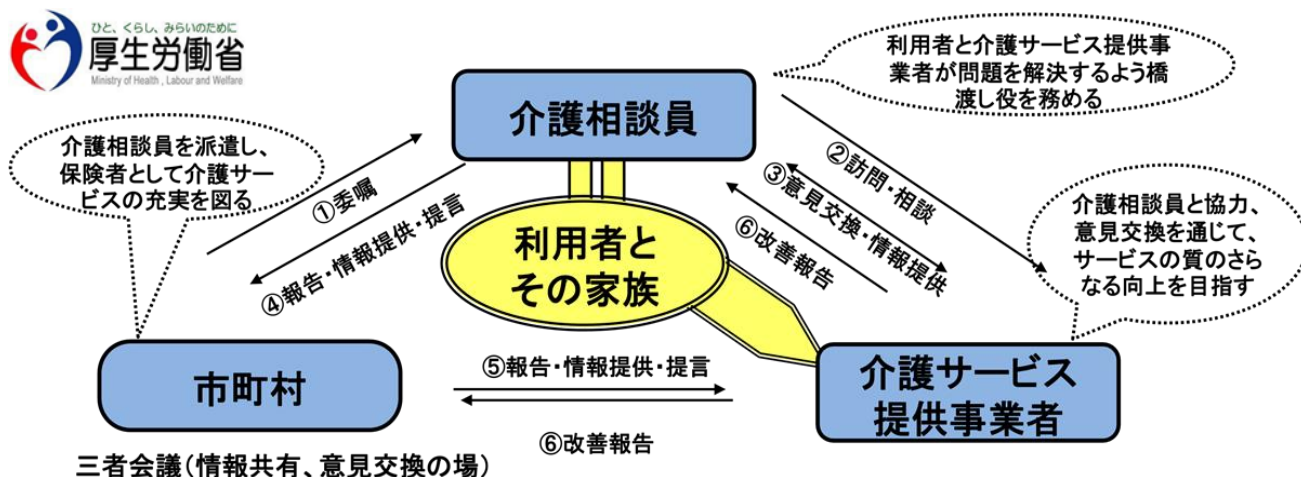 ひと、くらし、みらいのために
厚生労働省
Ministry of Health , Labour and Welfare
利用者と介護サービス提供事
業者が問題を解決するよう橋
渡し役を務める
介護相談員
介護相談員を派遣し、
保険者として介護サー
ビスの充実を図る
①委嘱
②訪問・相談
③意見交換・情報提供
④報告・情報提供・提言
⑥改善報告
利用者と
その家族
介護相談員と協力、
意見交換を通じて、
サービスの質のさら
なる向上を目指す
市町村
⑤報告・情報提供・提言
⑥改善報告
介護サービス
提供事業者
三者会議(情報共有、意見交換の場)